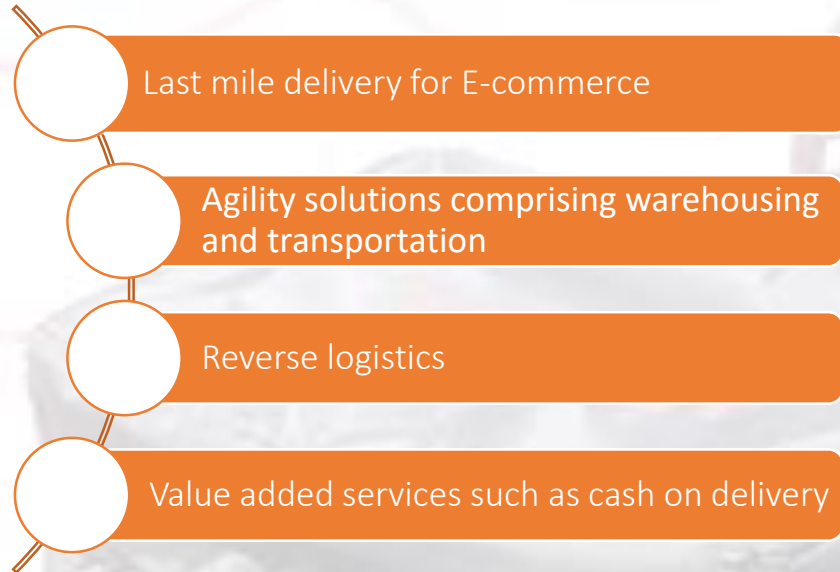 Last mile delivery for E-commerce
Agility solutions comprising warehousing
and transportation
Reverse logistics
Value added services such as cash on delivery